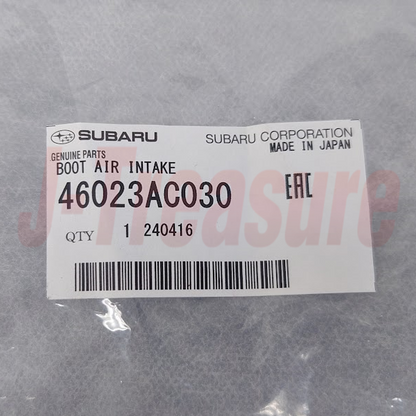 SUBARU
SUBARU CORPORATION
GENUINE PARTS
MADE IN JAPAN
BOOT AIR INTAKE
46023AC030
EAC
QTY 1 240416
J-Treasure